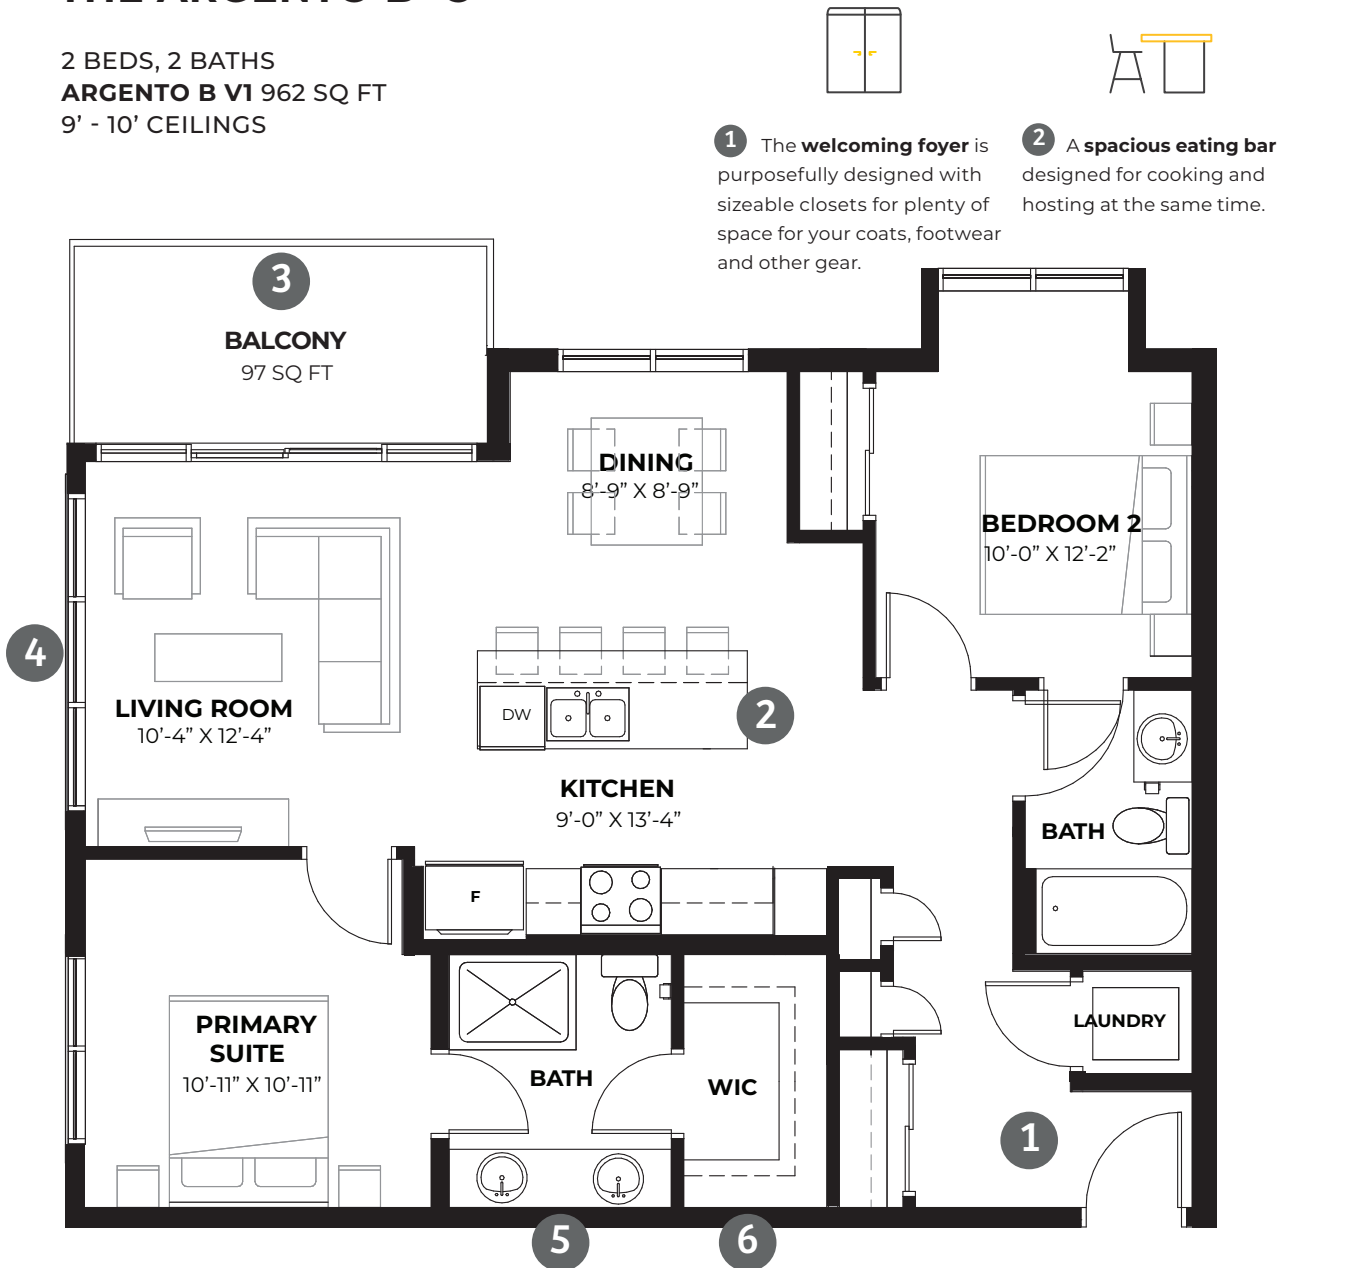 2 BEDS, 2 BATHS
ARGENTO B V1 962 SQ FT
9’ - 10’ CEILINGS
1 The welcoming foyer is
purposefully designed with
sizeable closets for plenty of
space for your coats, footwear
and other gear.
2 A spacious eating bar
designed for cooking and
hosting at the same time.
3
BALCONY
97 SQ FT
DINING
8’-9” X 8’-9”
BEDROOM 2
10’-0” X 12’-2”
4
LIVING ROOM
10’-4” X 12’-4”
DW
2
KITCHEN
9’-0” X 13’-4”
BATH
F
PRIMARY
SUITE
10’-11” X 10’-11”
BATH
WIC
LAUNDRY
1
5
6